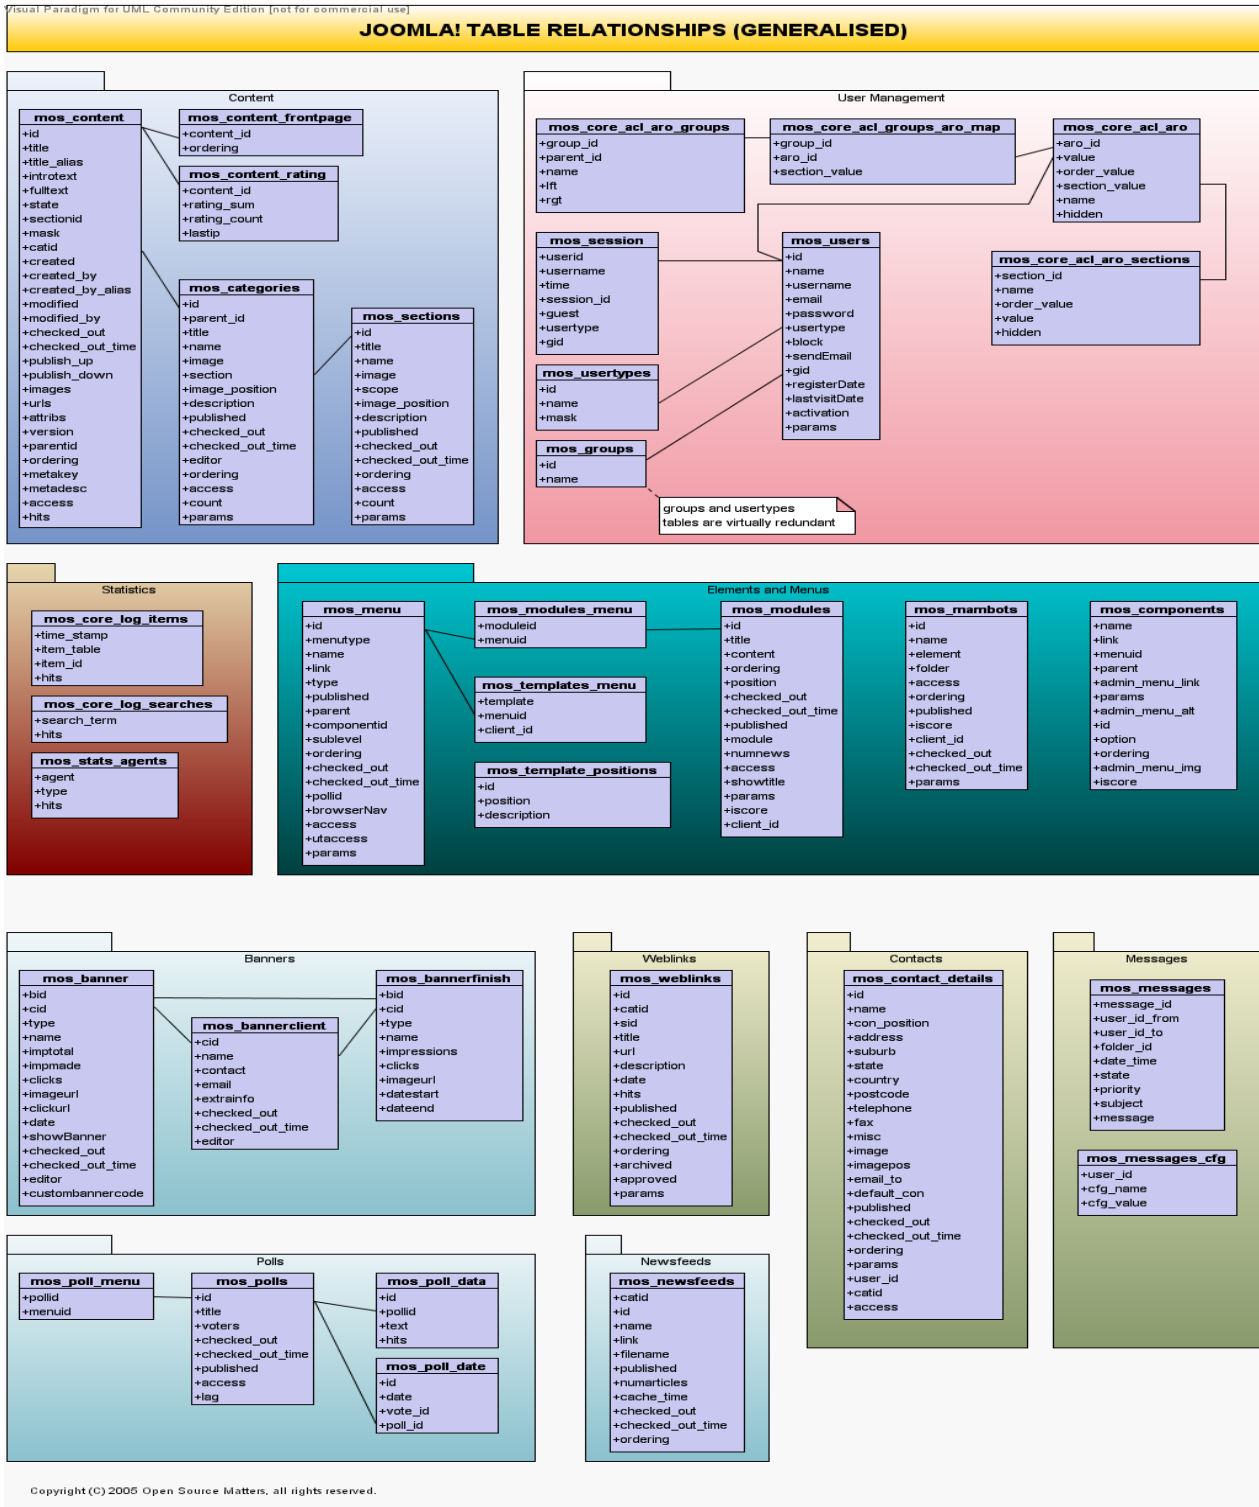 Visual Paradigm for UML Community Edition [not for commercial use]
JOOMLA! TABLE RELATIONSHIPS (GENERALISED)
Content
mos_content
+id
+title
+title_alias
+introtext
+fulltext
+state
+sectionid
+mask
+catid
+created
+created_by
+created_by_alias
+modified
+modified_by
+checked_out
+checked_out_time
+publish_up
+publish_down
+images
+urls
+attribs
+version
+parentid
+ordering
+metakey
+metadesc
+access
+hits
mos_content_frontpage
+content_id
+ordering
mos_content_rating
+content_id
+rating_sum
+rating_count
+lastip
mos_categories
+id
+parent_id
+title
+name
+image
+section
+image_position
+description
+published
+checked_out
+checked_out_time
+editor
+ordering
+access
+count
+params
mos_sections
+id
+title
+name
+image
+scope
+image_position
+description
+published
+checked_out
+checked_out_time
+ordering
+access
+count
+params
User Management
mos_core_acl_aro_groups
+group_id
+parent_id
+name
+lft
+rgt
mos_core_acl_groups_aro_map
+group_id
+aro_id
+section_value
mos_core_acl_aro
+aro_id
+value
+order_value
+section_value
+name
+hidden
mos_session
+userid
+username
+time
+session_id
+guest
+usertype
+gid
mos_users
+id
+name
+username
+email
+password
+usertype
+block
+sendEmail
+gid
+registerDate
+lastvisitDate
+activation
+params
mos_core_acl_aro_sections
+section_id
+name
+order_value
+value
+hidden
mos_usertypes
+id
+name
+mask
mos_groups
+id
+name
groups and usertypes
tables are virtually redundant
Statistics
mos_core_log_items
+time_stamp
+item_table
+item_id
+hits
mos_core_log_searches
+search_term
+hits
mos_stats_agents
+agent
+type
+hits
Elements and Menus
mos_menu
+id
+menutype
+name
+link
+type
+published
+parent
+componentid
+sublevel
+ordering
+checked_out
+checked_out_time
+pollid
+browserNav
+access
+utaccess
+params
mos_modules_menu
+moduleid
+menuid
mos_templates_menu
+template
+menuid
+client_id
mos_template_positions
+id
+position
+description
mos_modules
+id
+title
+content
+ordering
+position
+checked_out
+checked_out_time
+published
+module
+numnews
+access
+showtitle
+params
+iscore
+client_id
mos_mambots
+id
+name
+element
+folder
+access
+ordering
+published
+iscore
+client_id
+checked_out
+checked_out_time
+params
mos_components
+name
+link
+menuid
+parent
+admin_menu_link
+params
+admin_menu_alt
+id
+option
+ordering
+admin_menu_img
+iscore
Banners
mos_banner
+bid
+cid
+type
+name
+imptotal
+impmade
+clicks
+imageurl
+clickurl
+date
+showBanner
+checked_out
+checked_out_time
+editor
+custombannercode
mos_bannerclient
+cid
+name
+contact
+email
+extrainfo
+checked_out
+checked_out_time
+editor
mos_bannerfinish
+bid
+cid
+type
+name
+impressions
+clicks
+imageurl
+datestart
+dateend
Weblinks
mos_weblinks
+id
+catid
+sid
+title
+url
+description
+date
+hits
+published
+checked_out
+checked_out_time
+ordering
+archived
+approved
+params
Contacts
mos_contact_details
+id
+name
+con_position
+address
+suburb
+state
+country
+postcode
+telephone
+fax
+misc
+image
+imagepos
+email_to
+default_con
+published
+checked_out
+checked_out_time
+ordering
+params
+user_id
+catid
+access
Messages
mos_messages
+message_id
+user_id_from
+user_id_to
+folder_id
+date_time
+state
+priority
+subject
+message
mos_messages_cfg
+user_id
+cfg_name
+cfg_value
Polls
mos_poll_menu
+pollid
+menuid
mos_polls
+id
+title
+voters
+checked_out
+checked_out_time
+published
+access
+lag
mos_poll_data
+id
+pollid
+text
+hits
mos_poll_date
+id
+date
+vote_id
+poll_id
Newsfeeds
mos_newsfeeds
+catid
+id
+name
+link
+filename
+published
+numarticles
+cache_time
+checked_out
+checked_out_time
+ordering
Copyright (C) 2005 Open Source Matters, all rights reserved.